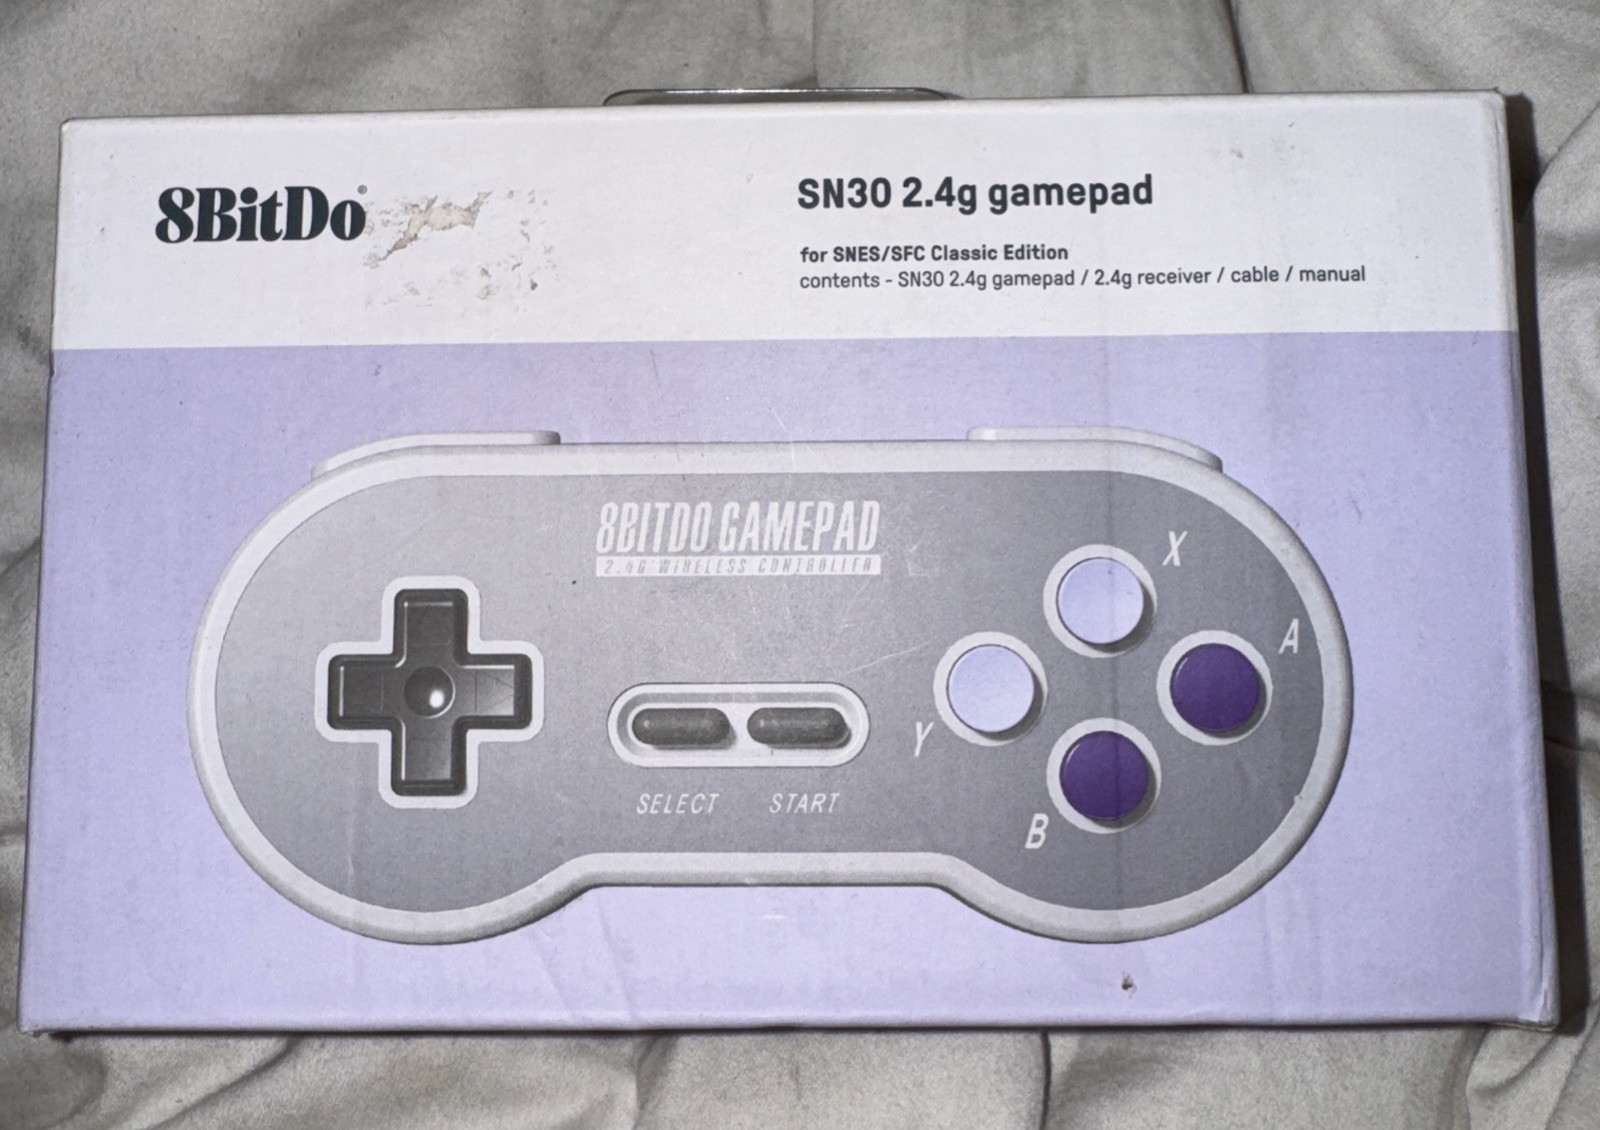 8BitDo®
SN30 2.4g gamepad
for SNES/SFC Classic Edition
contents - SN30 2.4g gamepad / 2.4g receiver / cable / manual
8BITDO GAMEPAD
2.4G WIRELESS CONTROLLER
X
A
Y
B
SELECT START